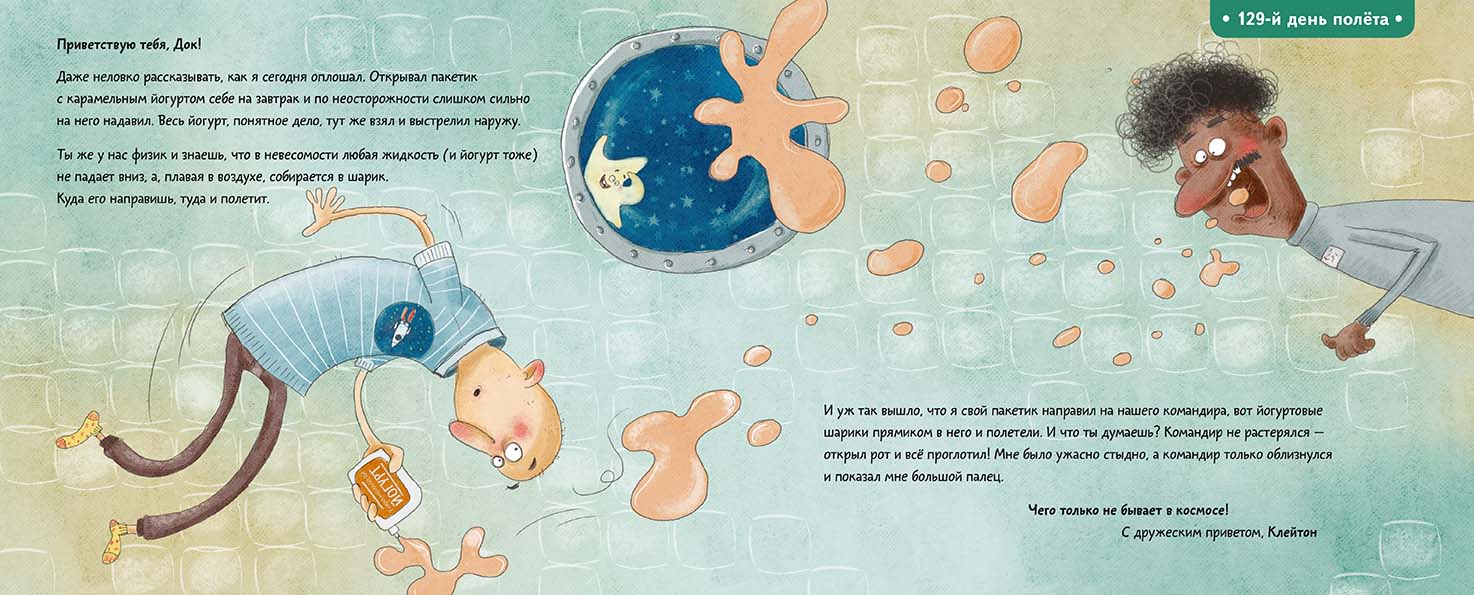 • 129-й день полёта •
Приветствую тебя, Док!
Даже неловко рассказывать, как я сегодня оплошал. Открывал пакетик
с карамельным йогуртом себе на завтрак и по неосторожности слишком сильно
на него надавил. Весь йогурт, понятное дело, тут же взял и выстрелил наружу.
Ты же у нас физик и знаешь, что в невесомости любая жидкость (и йогурт тоже)
не падает вниз, а, плавая в воздухе, собирается в шарик.
Куда его направишь, туда и полетит.
ЙОГУРТ
И уж так вышло, что я свой пакетик направил на нашего командира, вот йогуртовые
шарики прямиком в него и полетели. И что ты думаешь? Командир не растерялся —
открыл рот и всё проглотил! Мне было ужасно стыдно, а командир только облизнулся
и показал мне большой палец.
Чего только не бывает в космосе!
С дружеским приветом, Клейтон